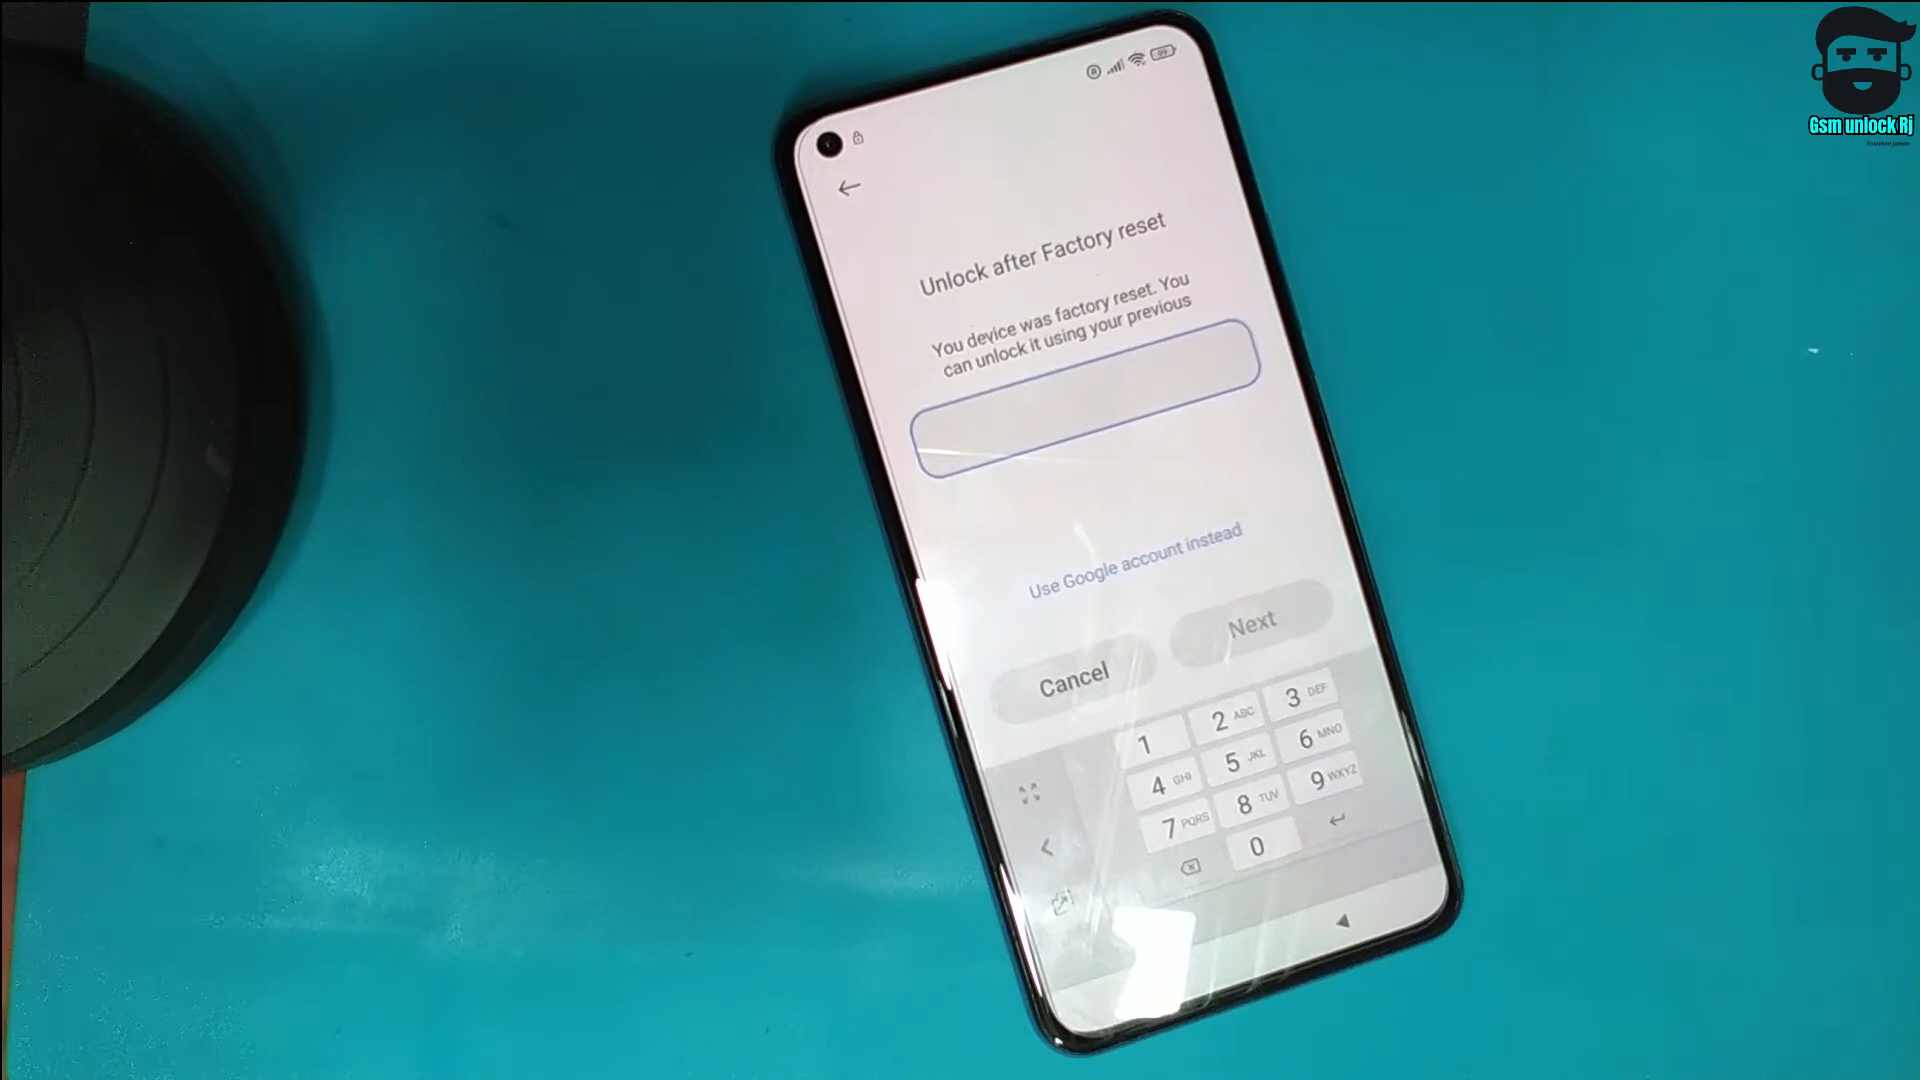 Gsm unlock Rj
99
Unlock after Factory reset
You device was factory reset. You
can unlock it using your previous
Use Google account instead
Cancel
Next
1
2 ABC
3 DEF
4 GHI
5 JKL
6 MNO
7 PQRS
8 TUV
9 WXYZ
0